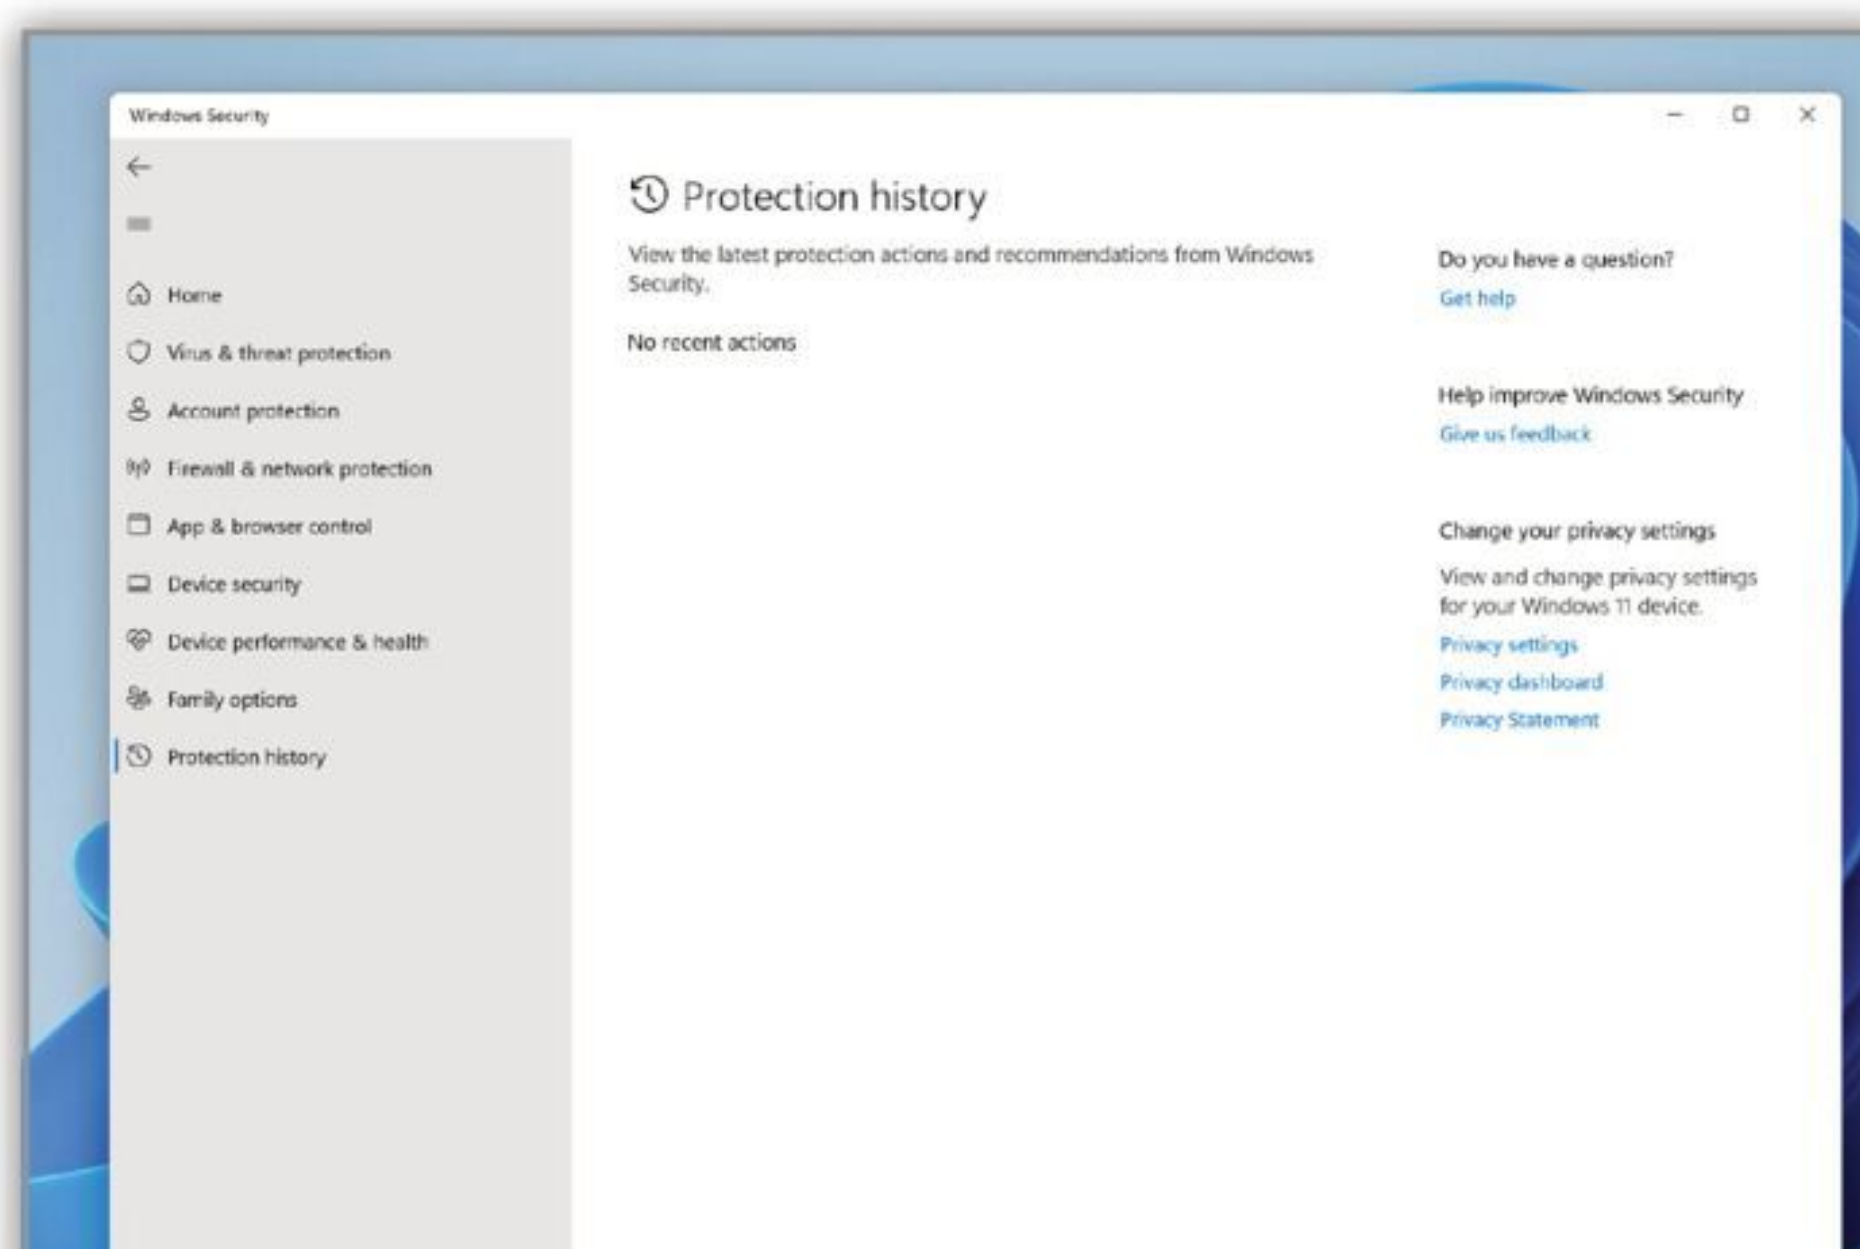 Windows Security
Home
Virus & threat protection
Account protection
Firewall & network protection
App & browser control
Device security
Device performance & health
Family options
Protection history
Protection history
View the latest protection actions and recommendations from Windows
Security.
No recent actions
Do you have a question?
Get help
Help improve Windows Security
Give us feedback
Change your privacy settings
View and change privacy settings
for your Windows 11 device.
Privacy settings
Privacy dashboard
Privacy Statement